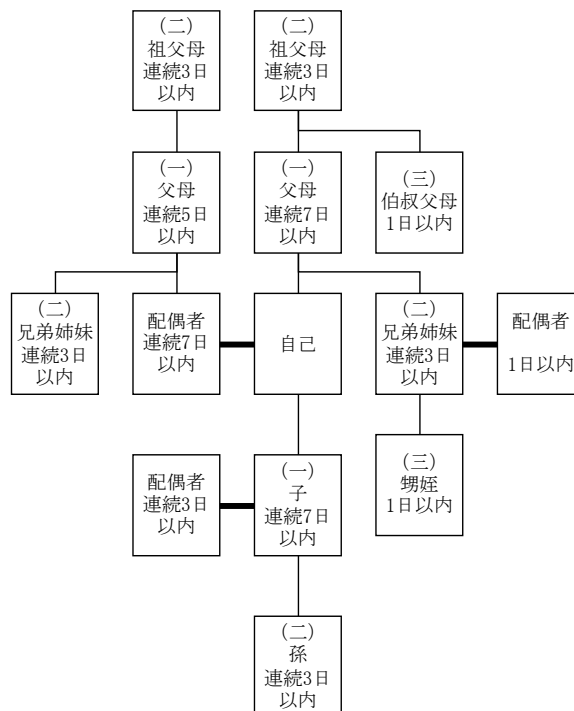 (二)
祖父母
連続3日
以内
(二)
祖父母
連続3日
以内
(一)
父母
連続5日
以内
(一)
父母
連続7日
以内
(三)
伯叔父母
1日以内
(二)
兄弟姉妹
連続3日
以内
配偶者
連続7日
以内
自己
(二)
兄弟姉妹
連続3日
以内
配偶者
1日以内
配偶者
連続3日
以内
(一)
子
連続7日
以内
(三)
甥姪
1日以内
(二)
孫
連続3日
以内